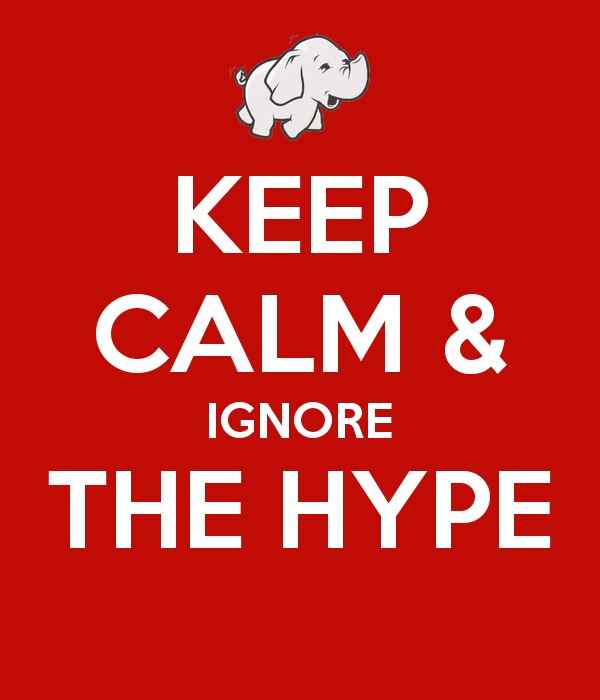 KEEP
CALM &
IGNORE
THE HYPE